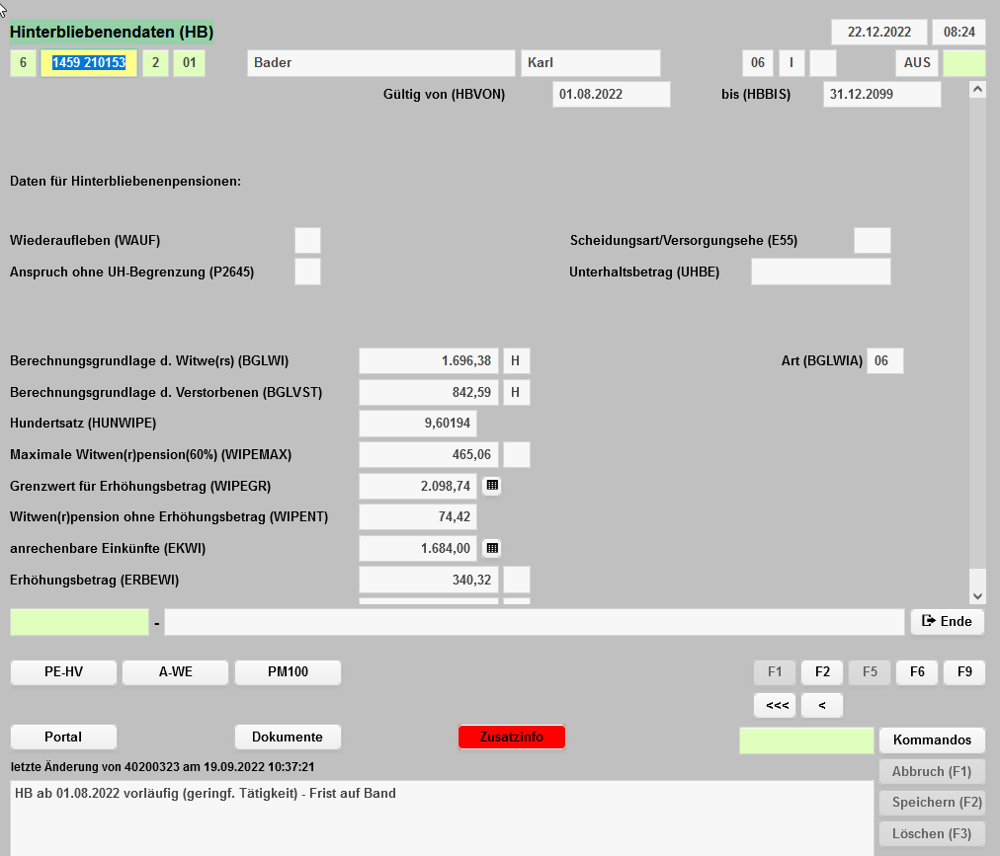 Hinterbliebenendaten (HB) 22.12.2022 08:24
6 1459 210153 2 01 Bader Karl 06 I AUS
Gültig von (HBVON) 01.08.2022 bis (HBBIS) 31.12.2099
Daten für Hinterbliebenenpensionen:
Wiederaufleben (WAUF) Scheidungsart/Versorgungsehe (E55)
Anspruch ohne UH-Begrenzung (P2645) Unterhaltsbetrag (UHBE)
Berechnungsgrundlage d. Witwe(rs) (BGLWI) 1.696,38 H Art (BGLWIA) 06
Berechnungsgrundlage d. Verstorbenen (BGLVST) 842,59 H
Hundertsatz (HUNWIPE) 9,60194
Maximale Witwen(r)pension(60%) (WIPEMAX) 465,06
Grenzwert für Erhöhungsbetrag (WIPEGR) 2.098,74
Witwen(r)pension ohne Erhöhungsbetrag (WIPENT) 74,42
anrechenbare Einkünfte (EKWI) 1.684,00
Erhöhungsbetrag (ERBEWI) 340,32
- Ende
PE-HV A-WE PM100 F1 F2 F5 F6 F9
<<< <
Portal Dokumente Zusatzinfo Kommandos
letzte Änderung von 40200323 am 19.09.2022 10:37:21
Abbruch (F1)
HB ab 01.08.2022 vorläufig (geringf. Tätigkeit) - Frist auf Band
Speichern (F2)
Löschen (F3)